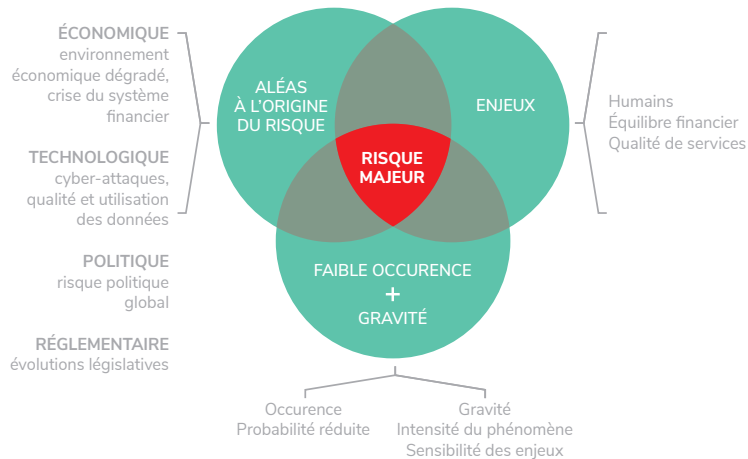 ÉCONOMIQUE
environnement
économique dégradé,
crise du système
financier
TECHNOLOGIQUE
cyber-attaques,
qualité et utilisation
des données
POLITIQUE
risque politique
global
RÉGLEMENTAIRE
évolutions législatives
ALÉAS
À L’ORIGINE
DU RISQUE
ENJEUX
RISQUE
MAJEUR
FAIBLE OCCURENCE
+
GRAVITÉ
Humains
Équilibre financier
Qualité de services
Occurence
Probabilité réduite
Gravité
Intensité du phénomène
Sensibilité des enjeux